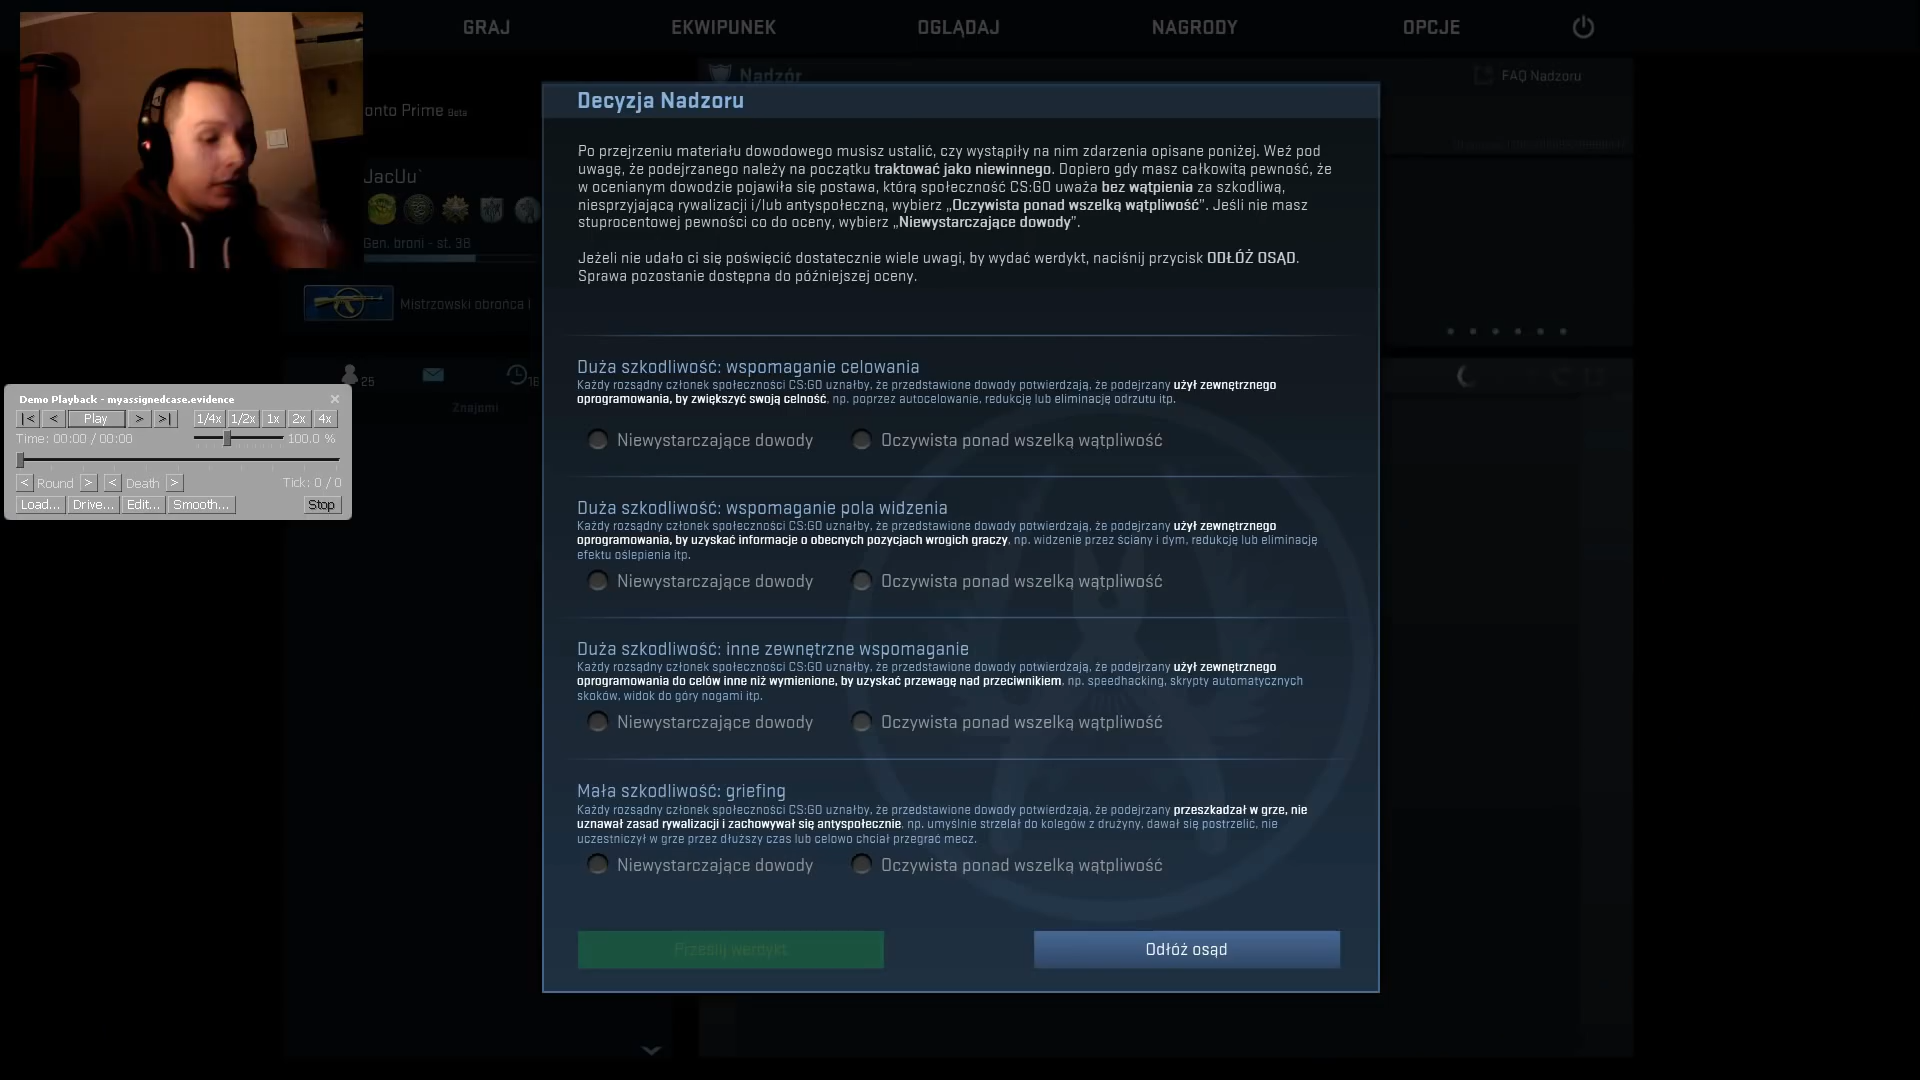 GRAJ EKWIPUNEK OGLĄDAJ NAGRODY OPCJE
Nadzór
FAQ Nadzoru
onto Prime Beta
JacUu`
Gen. broni - st. 38
Mistrzowski obrońca
25
Znajomi
Demo Playback - myassignedcase.evidence
|< < Play > >| 1/4x 1/2x 1x 2x 4x
Time: 00:00 / 00:00 100.0 %
< Round > < Death > Tick: 0 / 0
Load... Drive... Edit... Smooth... Stop
Decyzja Nadzoru
Po przejrzeniu materiału dowodowego musisz ustalić, czy wystąpiły na nim zdarzenia opisane poniżej. Weź pod
uwagę, że podejrzanego należy na początku traktować jako niewinnego. Dopiero gdy masz całkowitą pewność, że
w ocenianym dowodzie pojawiła się postawa, którą społeczność CS:GO uważa bez wątpienia za szkodliwą,
niesprzyjającą rywalizacji i/lub antyspołeczną, wybierz „Oczywista ponad wszelką wątpliwość”. Jeśli nie masz
stuprocentowej pewności co do oceny, wybierz „Niewystarczające dowody”.
Jeżeli nie udało ci się poświęcić dostatecznie wiele uwagi, by wydać werdykt, naciśnij przycisk ODŁÓŻ OSĄD.
Sprawa pozostanie dostępna do późniejszej oceny.
Duża szkodliwość: wspomaganie celowania
Każdy rozsądny członek społeczności CS:GO uznałby, że przedstawione dowody potwierdzają, że podejrzany użył zewnętrznego
oprogramowania, by zwiększyć swoją celność, np. poprzez autocelowanie, redukcję lub eliminację odrzutu itp.
Niewystarczające dowody Oczywista ponad wszelką wątpliwość
Duża szkodliwość: wspomaganie pola widzenia
Każdy rozsądny członek społeczności CS:GO uznałby, że przedstawione dowody potwierdzają, że podejrzany użył zewnętrznego
oprogramowania, by uzyskać informacje o obecnych pozycjach wrogich graczy, np. widzenie przez ściany i dym, redukcję lub eliminację
efektu oślepienia itp.
Niewystarczające dowody Oczywista ponad wszelką wątpliwość
Duża szkodliwość: inne zewnętrzne wspomaganie
Każdy rozsądny członek społeczności CS:GO uznałby, że przedstawione dowody potwierdzają, że podejrzany użył zewnętrznego
oprogramowania do celów inne niż wymienione, by uzyskać przewagę nad przeciwnikiem, np. speedhacking, skrypty automatycznych
skoków, widok do góry nogami itp.
Niewystarczające dowody Oczywista ponad wszelką wątpliwość
Mała szkodliwość: griefing
Każdy rozsądny członek społeczności CS:GO uznałby, że przedstawione dowody potwierdzają, że podejrzany przeszkadzał w grze, nie
uznawał zasad rywalizacji i zachowywał się antyspołecznie, np. umyślnie strzelał do kolegów z drużyny, dawał się postrzelić, nie
uczestniczył w grze przez dłuższy czas lub celowo chciał przegrać mecz.
Niewystarczające dowody Oczywista ponad wszelką wątpliwość
Prześlij werdykt Odłóż osąd